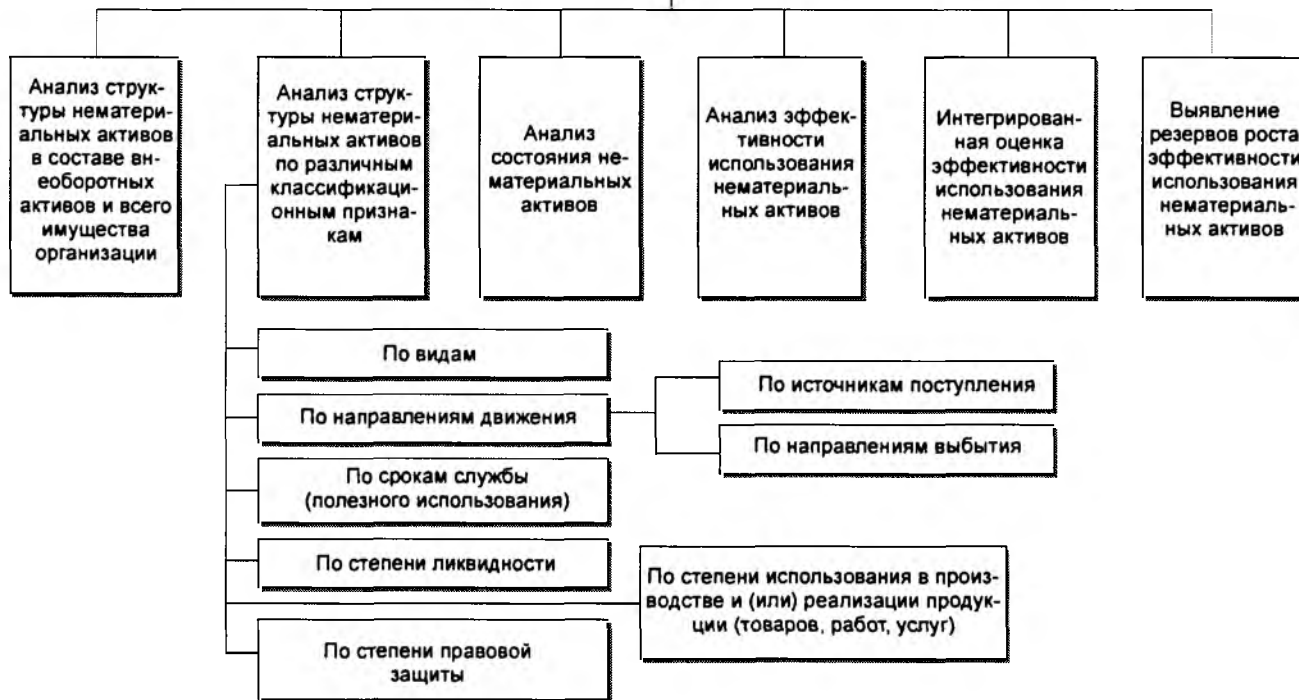 Анализ струк-
туры нематери-
альных активов
в составе вн-
еоборотных
активов и всего
имущества
организации
Анализ струк-
туры нематери-
альных активов
по различным
классификаци-
онным призна-
кам
Анализ
состояния не-
материальных
активов
Анализ эффек-
тивности
использования
нематериаль-
ных активов
Интегрирован-
ная оценка
эффективности
использования
нематериаль-
ных активов
Выявление
резервов роста
эффективности
использования
нематериаль-
ных активов
По видам
По направлениям движения
По источникам поступления
По направлениям выбытия
По срокам службы
(полезного использования)
По степени ликвидности
По степени использования в произ-
водстве и (или) реализации продук-
ции (товаров, работ, услуг)
По степени правовой
защиты